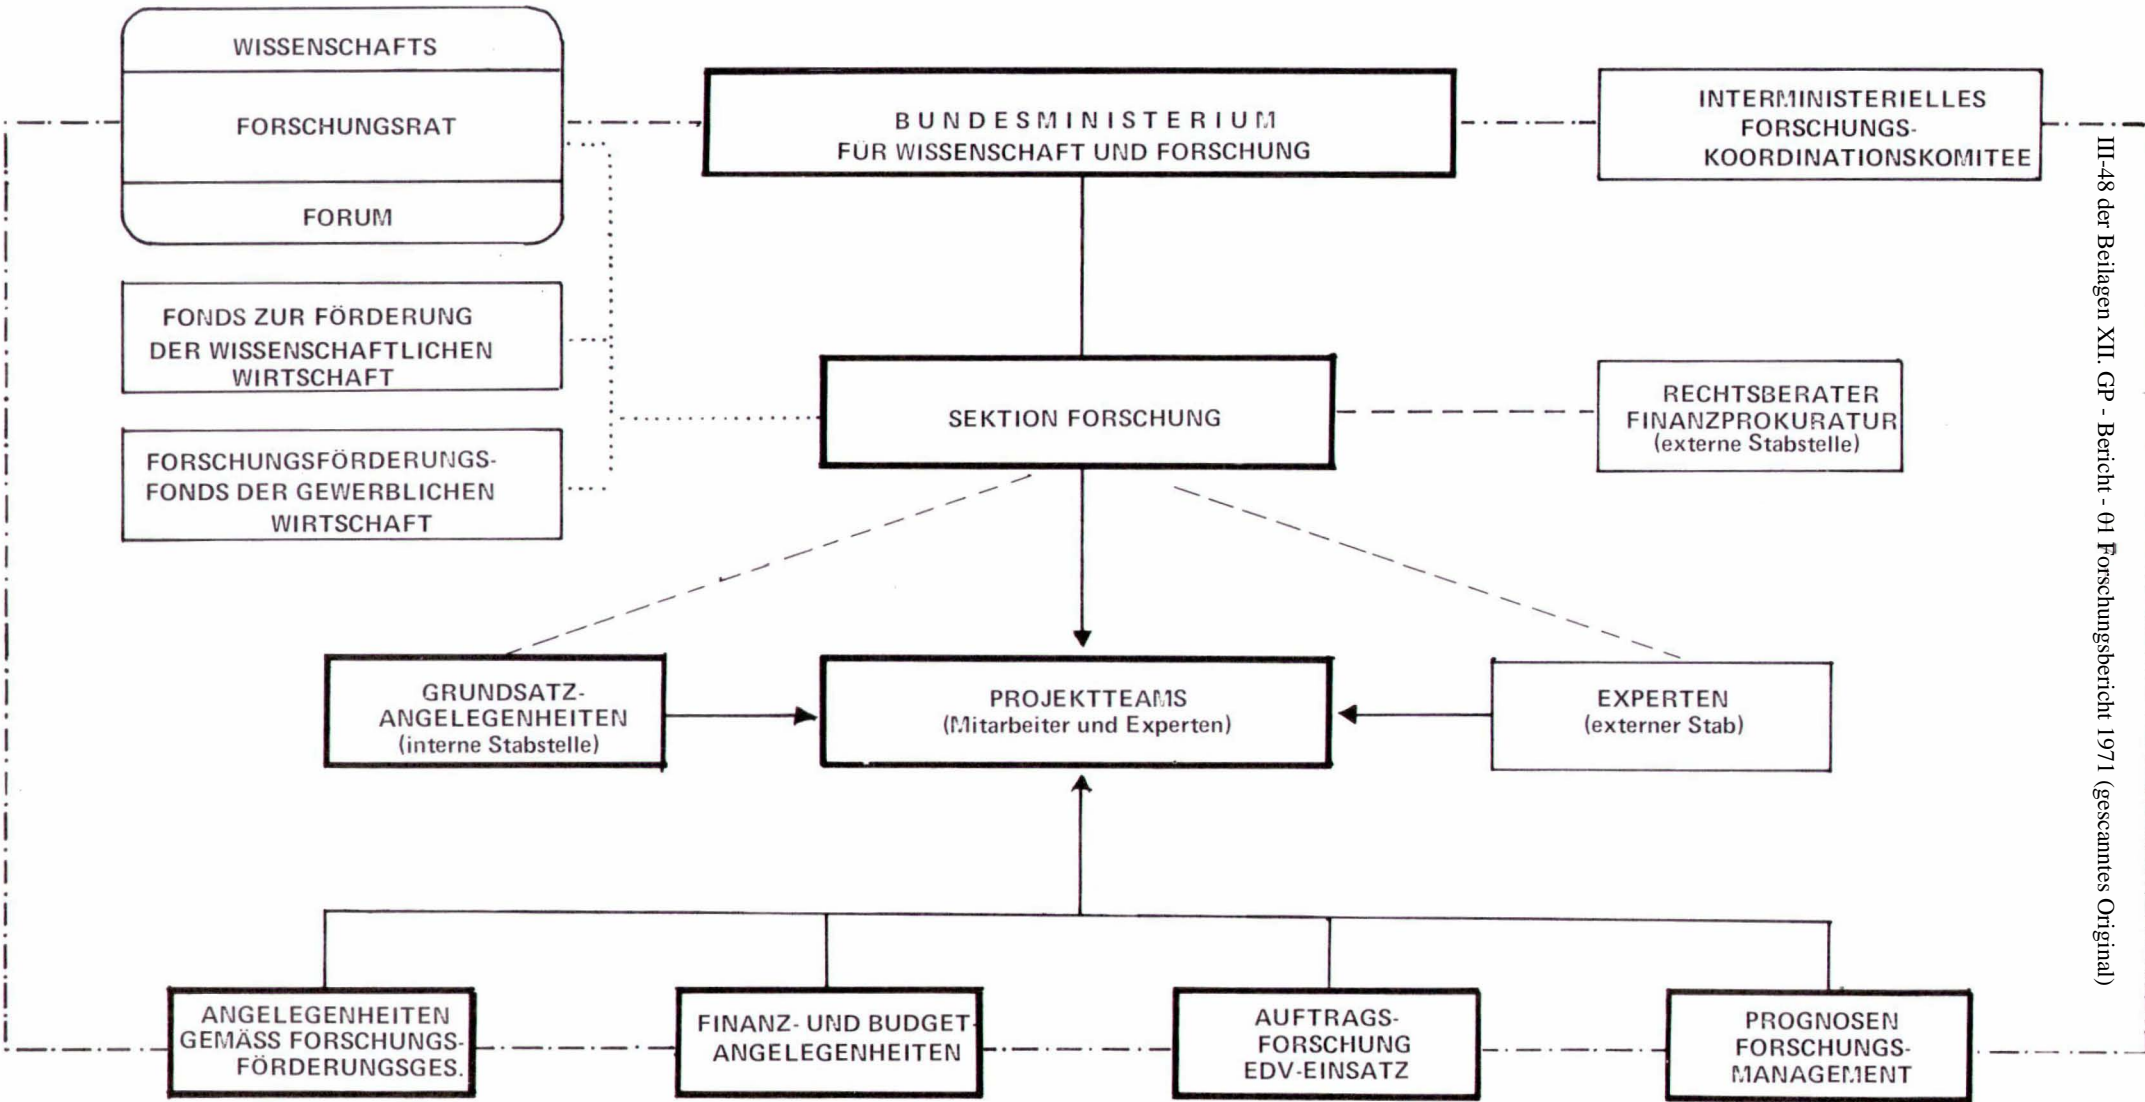 WISSENSCHAFTS
FORSCHUNGSRAT
FORUM
BUNDESMINISTERIUM
FÜR WISSENSCHAFT UND FORSCHUNG
INTERMINISTERIELLES
FORSCHUNGS-
KOORDINATIONSKOMITEE
FONDS ZUR FÖRDERUNG
DER WISSENSCHAFTLICHEN
WIRTSCHAFT
FORSCHUNGSFÖRDERUNGS-
FONDS DER GEWERBLICHEN
WIRTSCHAFT
SEKTION FORSCHUNG
RECHTSBERATER
FINANZPROKURATUR
(externe Stabstelle)
GRUNDSATZ-
ANGELEGENHEITEN
(interne Stabstelle)
PROJEKTTEAMS
(Mitarbeiter und Experten)
EXPERTEN
(externer Stab)
ANGELEGENHEITEN
GEMÄSS FORSCHUNGS-
FÖRDERUNGSGES.
FINANZ- UND BUDGET-
ANGELEGENHEITEN
AUFTRAGS-
FORSCHUNG
EDV-EINSATZ
PROGNOSEN
FORSCHUNGS-
MANAGEMENT
III-48 der Beilagen XII. GP - Bericht - 01 Forschungsbericht 1971 (gescanntes Original)